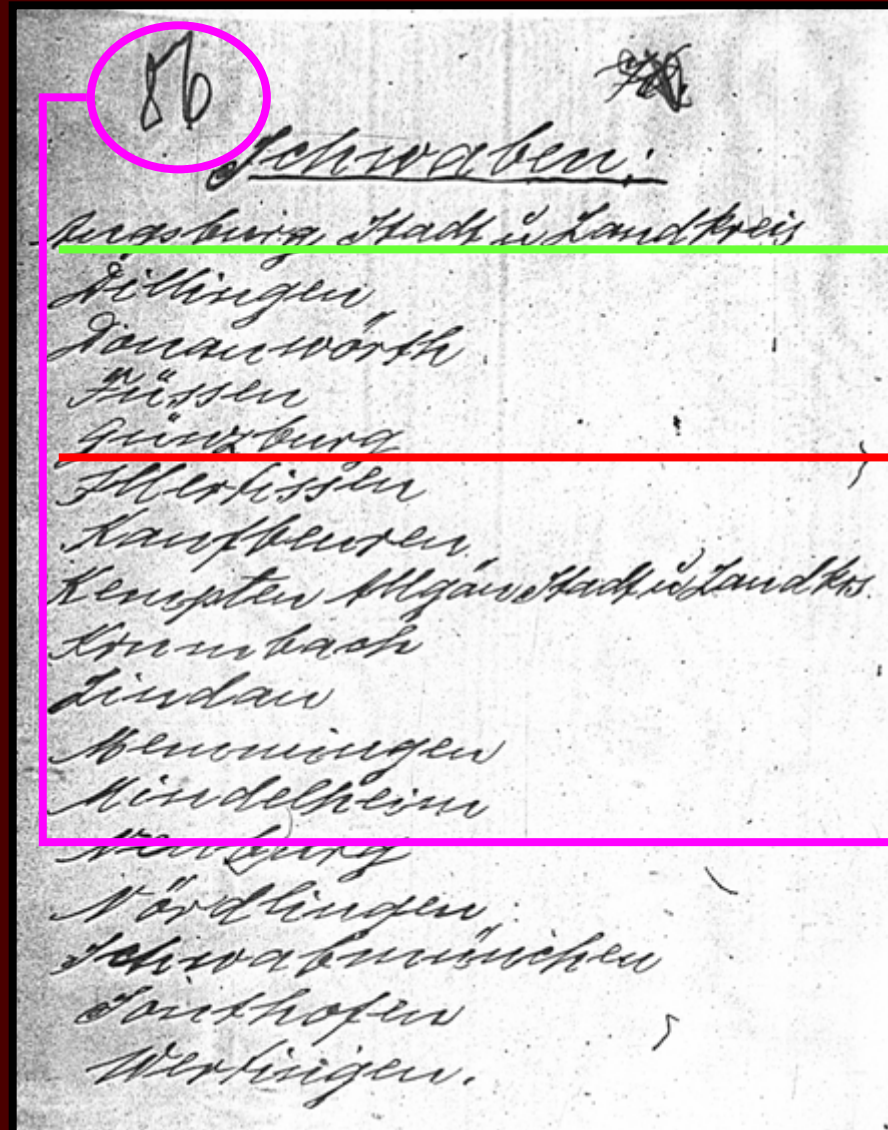 86
Schwaben:
Augsburg, Stadt ü Landkreis
Dillingen
Donauwörth
Füssen
Günzburg
Illertissen
Kaufbeuren
Kempten Allgäu Stadt ü Landkrs.
Krumbach
Lindau
Memmingen
Mindelheim
Neuburg
Nördlingen
Schwabmünchen
Sonthofen
Wertingen.